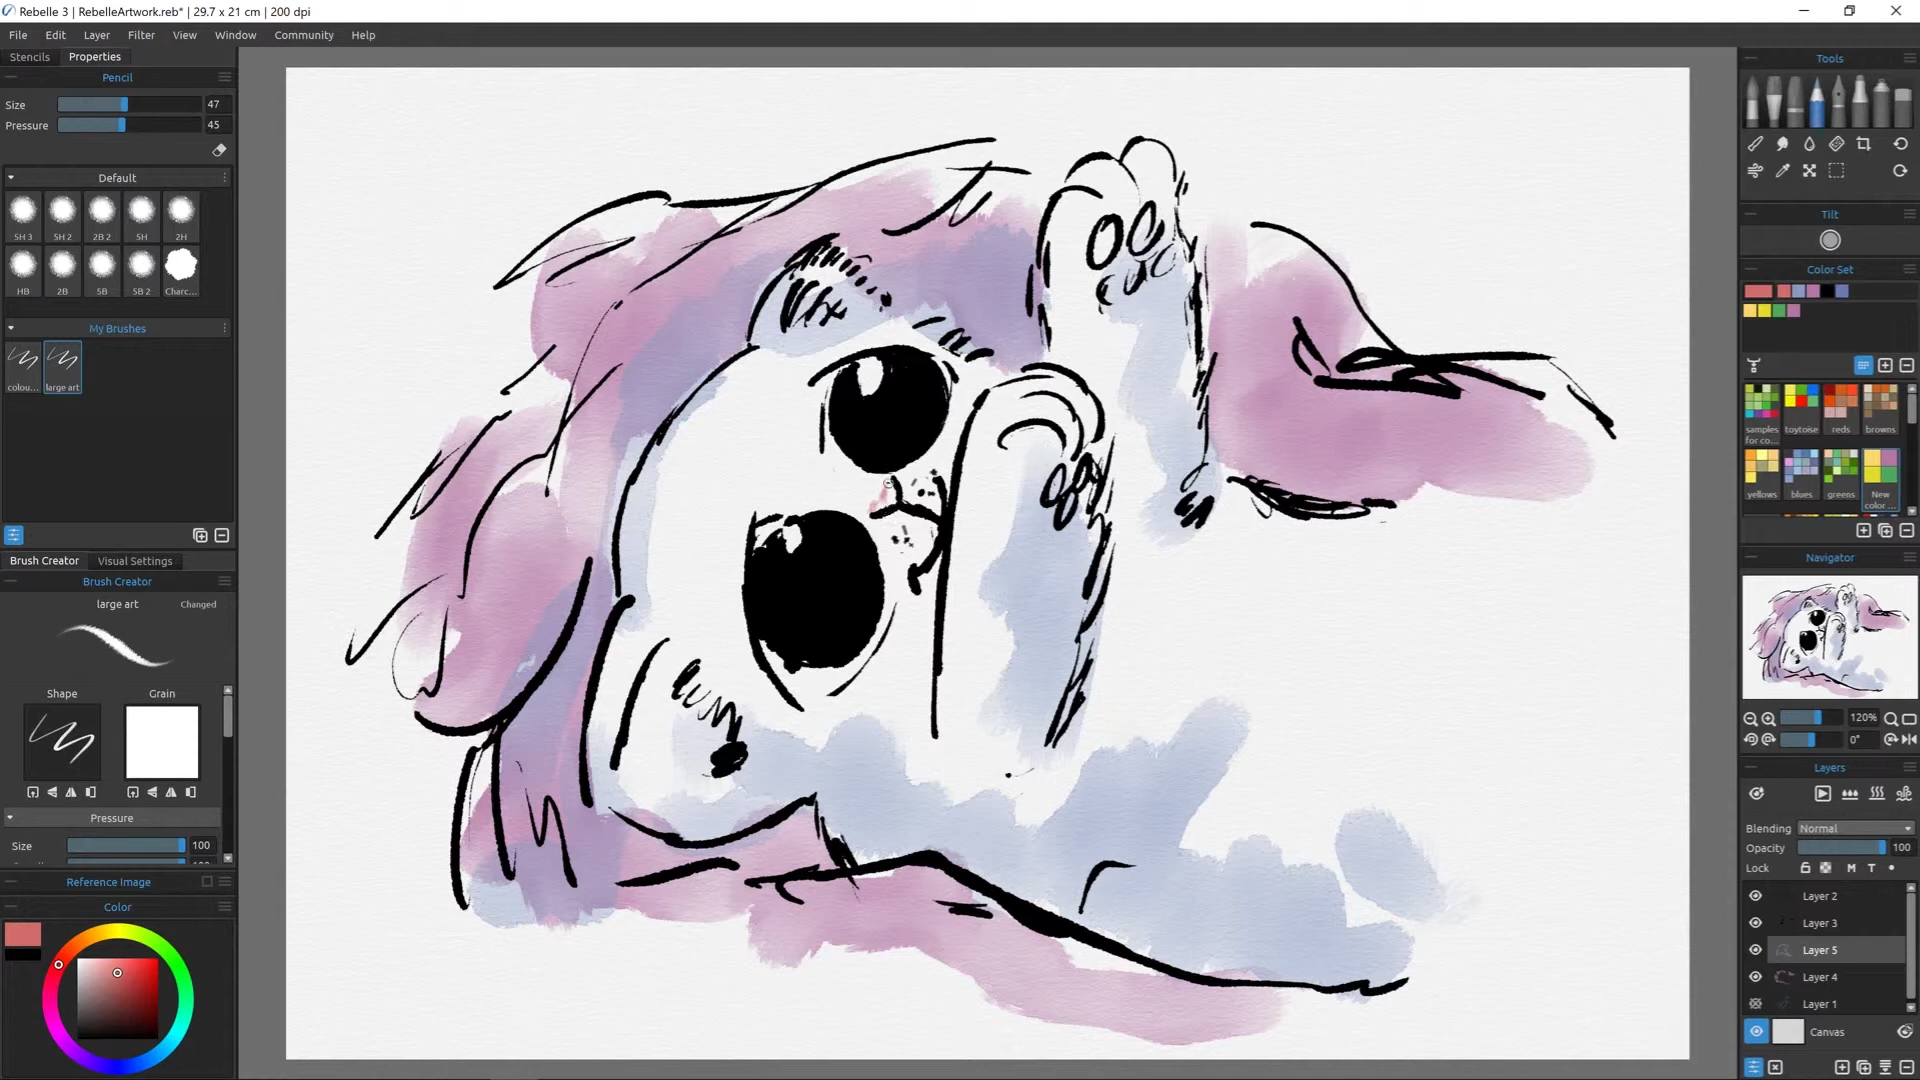 Rebelle 3 | RebelleArtwork.reb* | 29.7 x 21 cm | 200 dpi
File Edit Layer Filter View Window Community Help
Stencils Properties
Pencil
Size 47
Pressure 45
Default
5H 3 5H 2 2B 2 5H 2H
HB 2B 5B 5B 2 Charc...
My Brushes
colou... large art
Brush Creator Visual Settings
Brush Creator
large art Changed
Shape Grain
Pressure
Size 100
100
Reference Image
Color
Tools
Tilt
Color Set
samples for co... toytoise reds browns
yellows blues greens New color ...
Navigator
120%
0°
Layers
Blending Normal
Opacity 100
Lock M T
Layer 2
Layer 3
Layer 5
Layer 4
Layer 1
Canvas